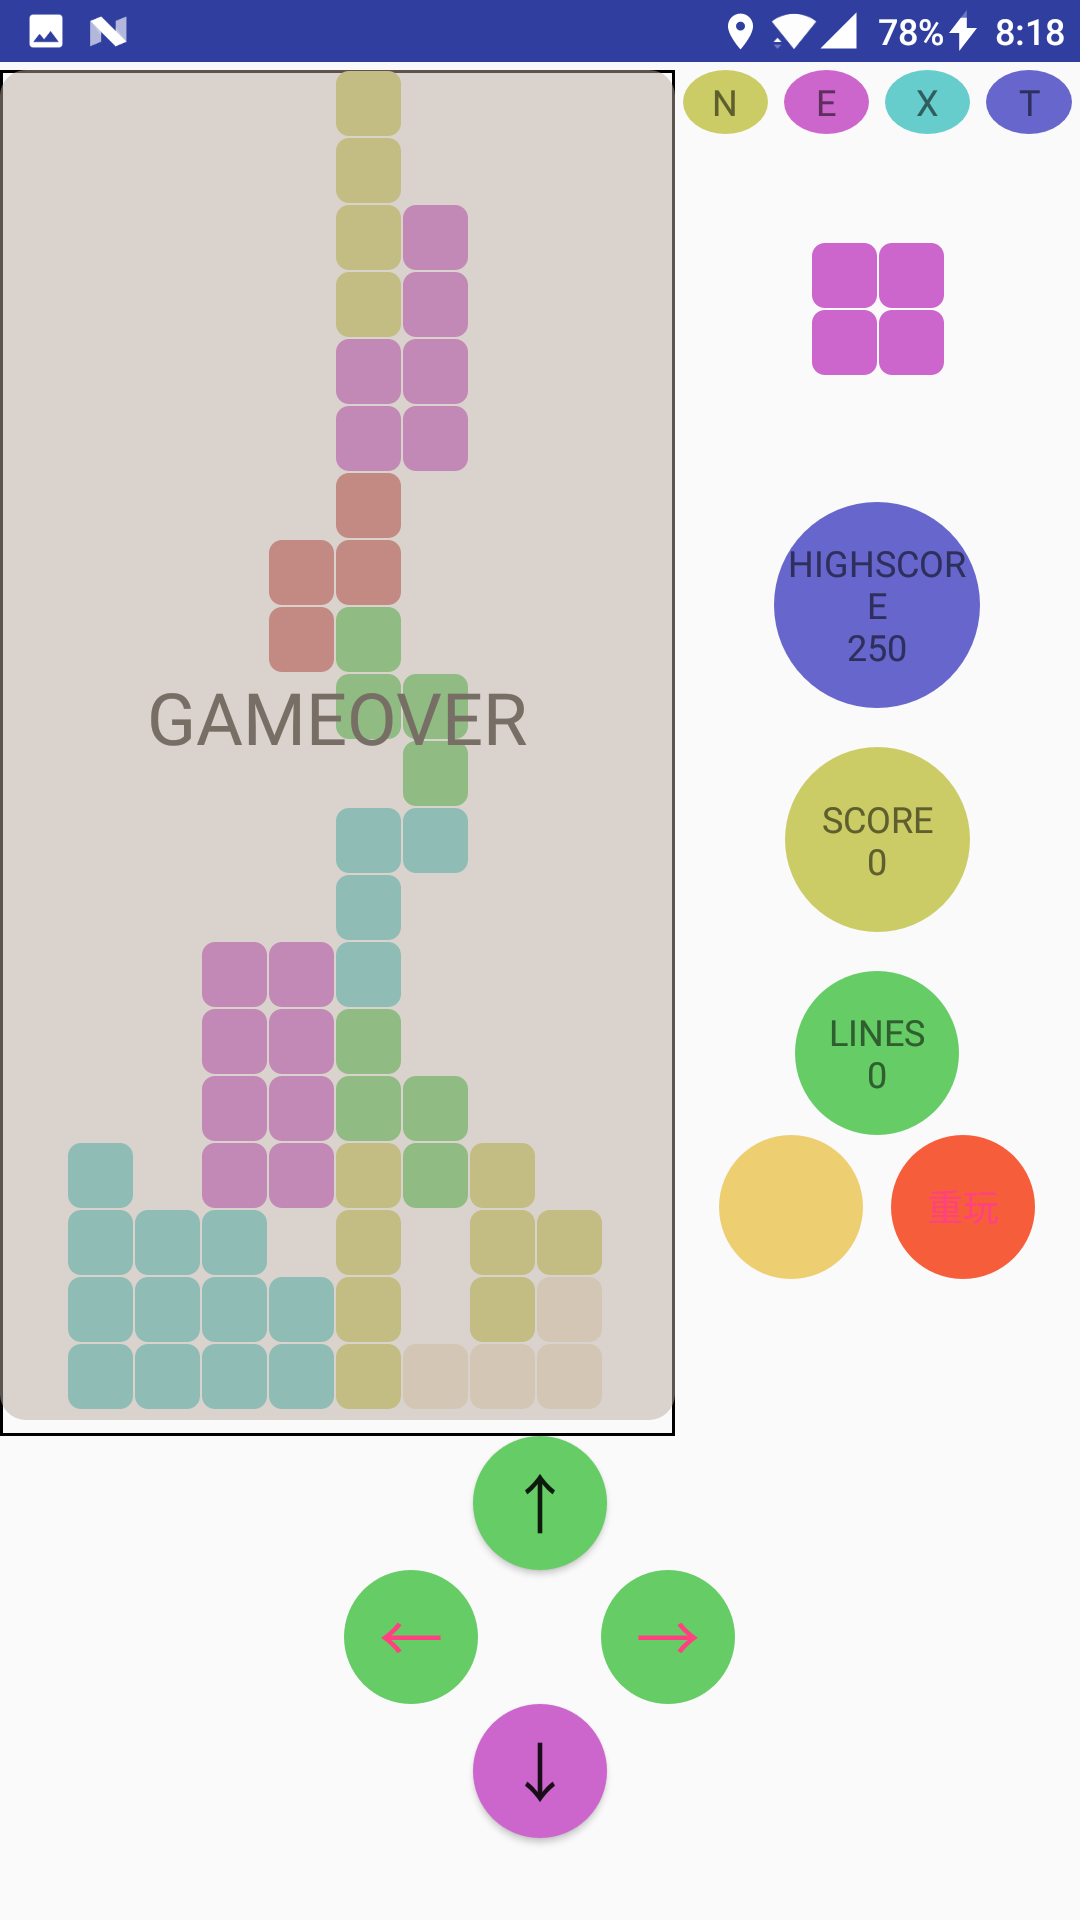 78% 8:18
N E X T
HIGHSCOR
E
250
GAMEOVER
SCORE
0
LINES
0
重玩
↑
← →
↓